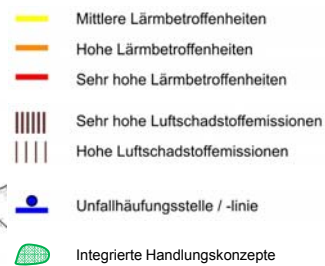 Mittlere Lärmbetroffenheiten
Hohe Lärmbetroffenheiten
Sehr hohe Lärmbetroffenheiten
Sehr hohe Luftschadstoffemissionen
Hohe Luftschadstoffemissionen
Unfallhäufungsstelle / -linie
Integrierte Handlungskonzepte